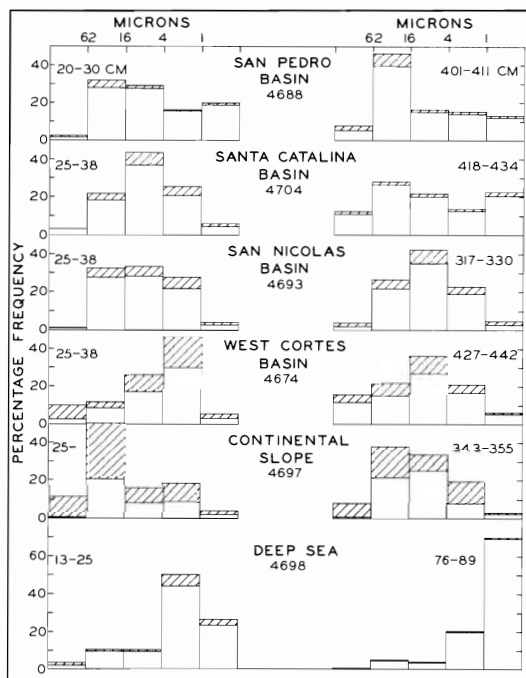 MICRONS MICRONS
62 16 4 1 62 16 4 1
PERCENTAGE FREQUENCY
40 20-30 CM SAN PEDRO 401-411 CM
BASIN
20 4688
0
40 SANTA CATALINA
25-38 BASIN 418-434
20 4704
0
40 SAN NICOLAS
25-38 BASIN 317-330
20 4693
0
40 WEST CORTES
25-38 BASIN 427-442
20 4674
0
40 CONTINENTAL
25- SLOPE 343-355
20 4697
0
60 13-25 DEEP SEA 76-89
4698
40
20
0